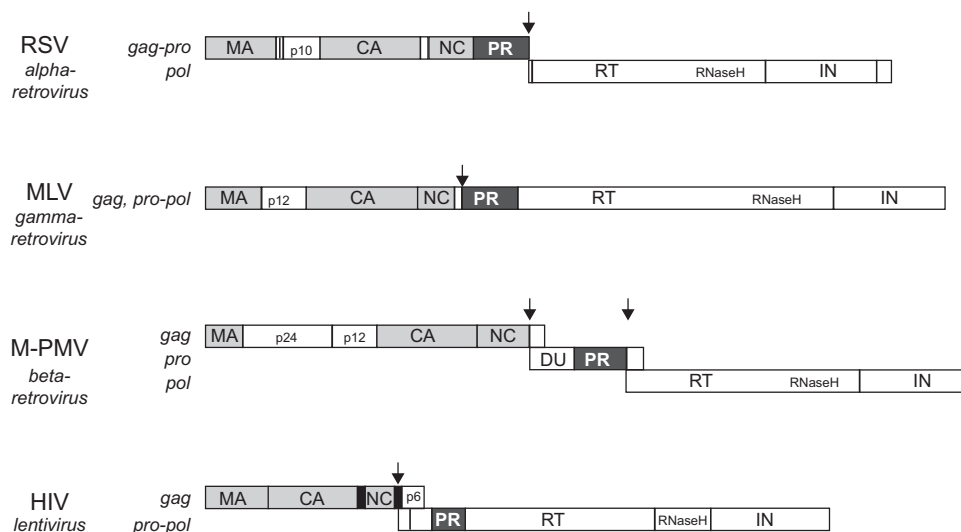 RSV
alpha-
retrovirus
gag-pro
pol
MA p10 CA NC PR
RT RNaseH IN
MLV
gamma-
retrovirus
gag, pro-pol
MA p12 CA NC PR RT RNaseH IN
M-PMV
beta-
retrovirus
gag
pro
pol
MA p24 p12 CA NC
DU PR
RT RNaseH IN
HIV
lentivirus
gag
pro-pol
MA CA NC p6
PR RT RNaseH IN